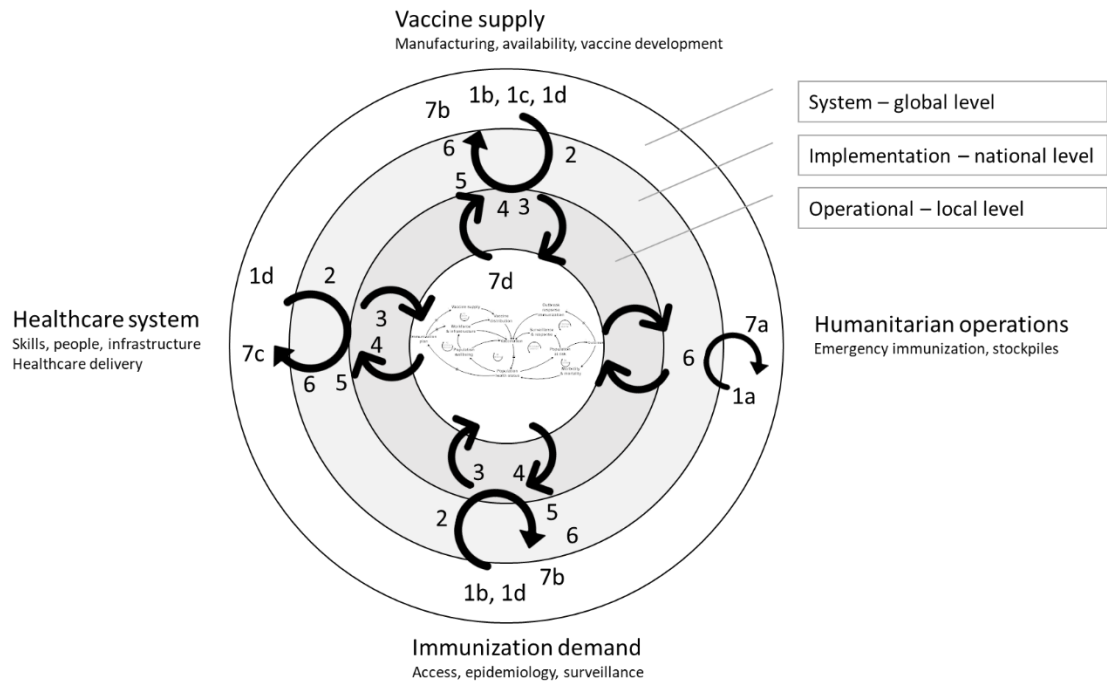 Vaccine supply
Manufacturing, availability, vaccine development
1b, 1c, 1d
7b
6
2
5
4 3
7d
System – global level
Implementation – national level
Operational – local level
Healthcare system
Skills, people, infrastructure
Healthcare delivery
1d
2
3
4
7c
6
5
Humanitarian operations
Emergency immunization, stockpiles
7a
6
1a
Vaccine supply
3
4
2
5
6
7b
1b, 1d
Immunization demand
Access, epidemiology, surveillance